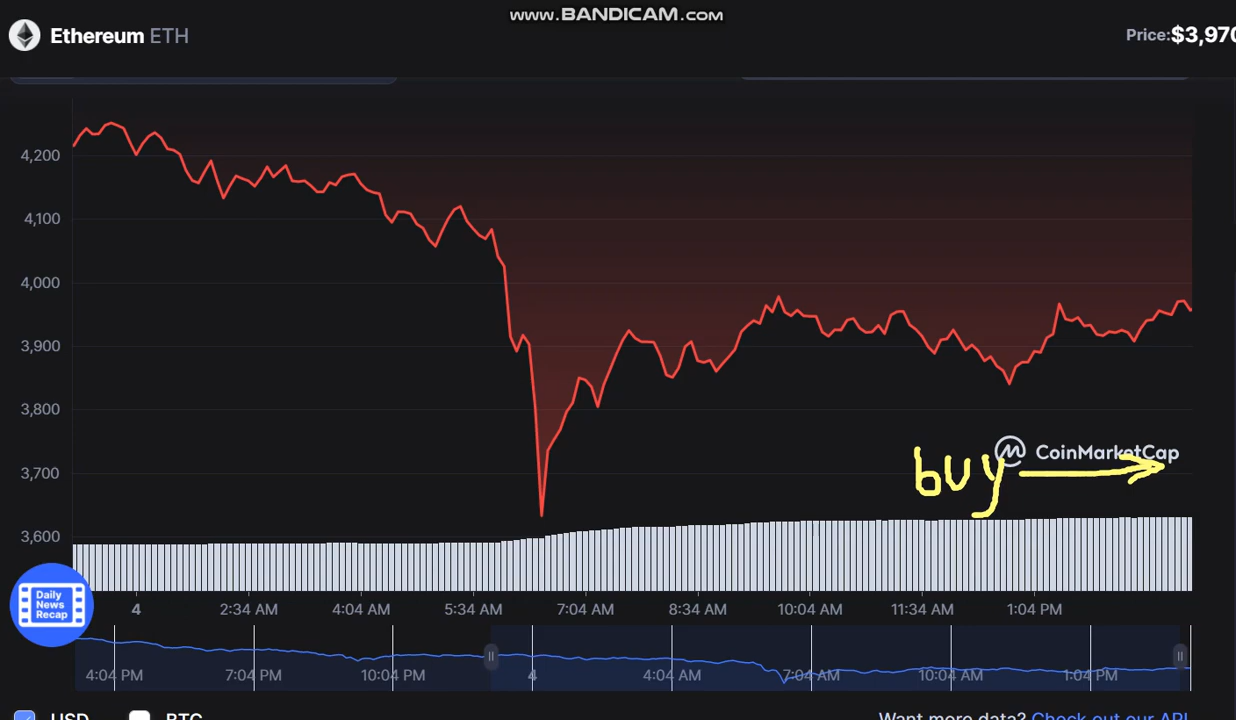 www.BANDICAM.com
Ethereum ETH
Price:$3,970
4,200
4,100
4,000
3,900
3,800
3,700
3,600
buy
CoinMarketCap
Daily
News
Recap
4 2:34 AM 4:04 AM 5:34 AM 7:04 AM 8:34 AM 10:04 AM 11:34 AM 1:04 PM
4:04 PM 7:04 PM 10:04 PM 4 4:04 AM 7:04 AM 10:04 AM 1:04 PM
USD BTC
Want more data? Check out our API